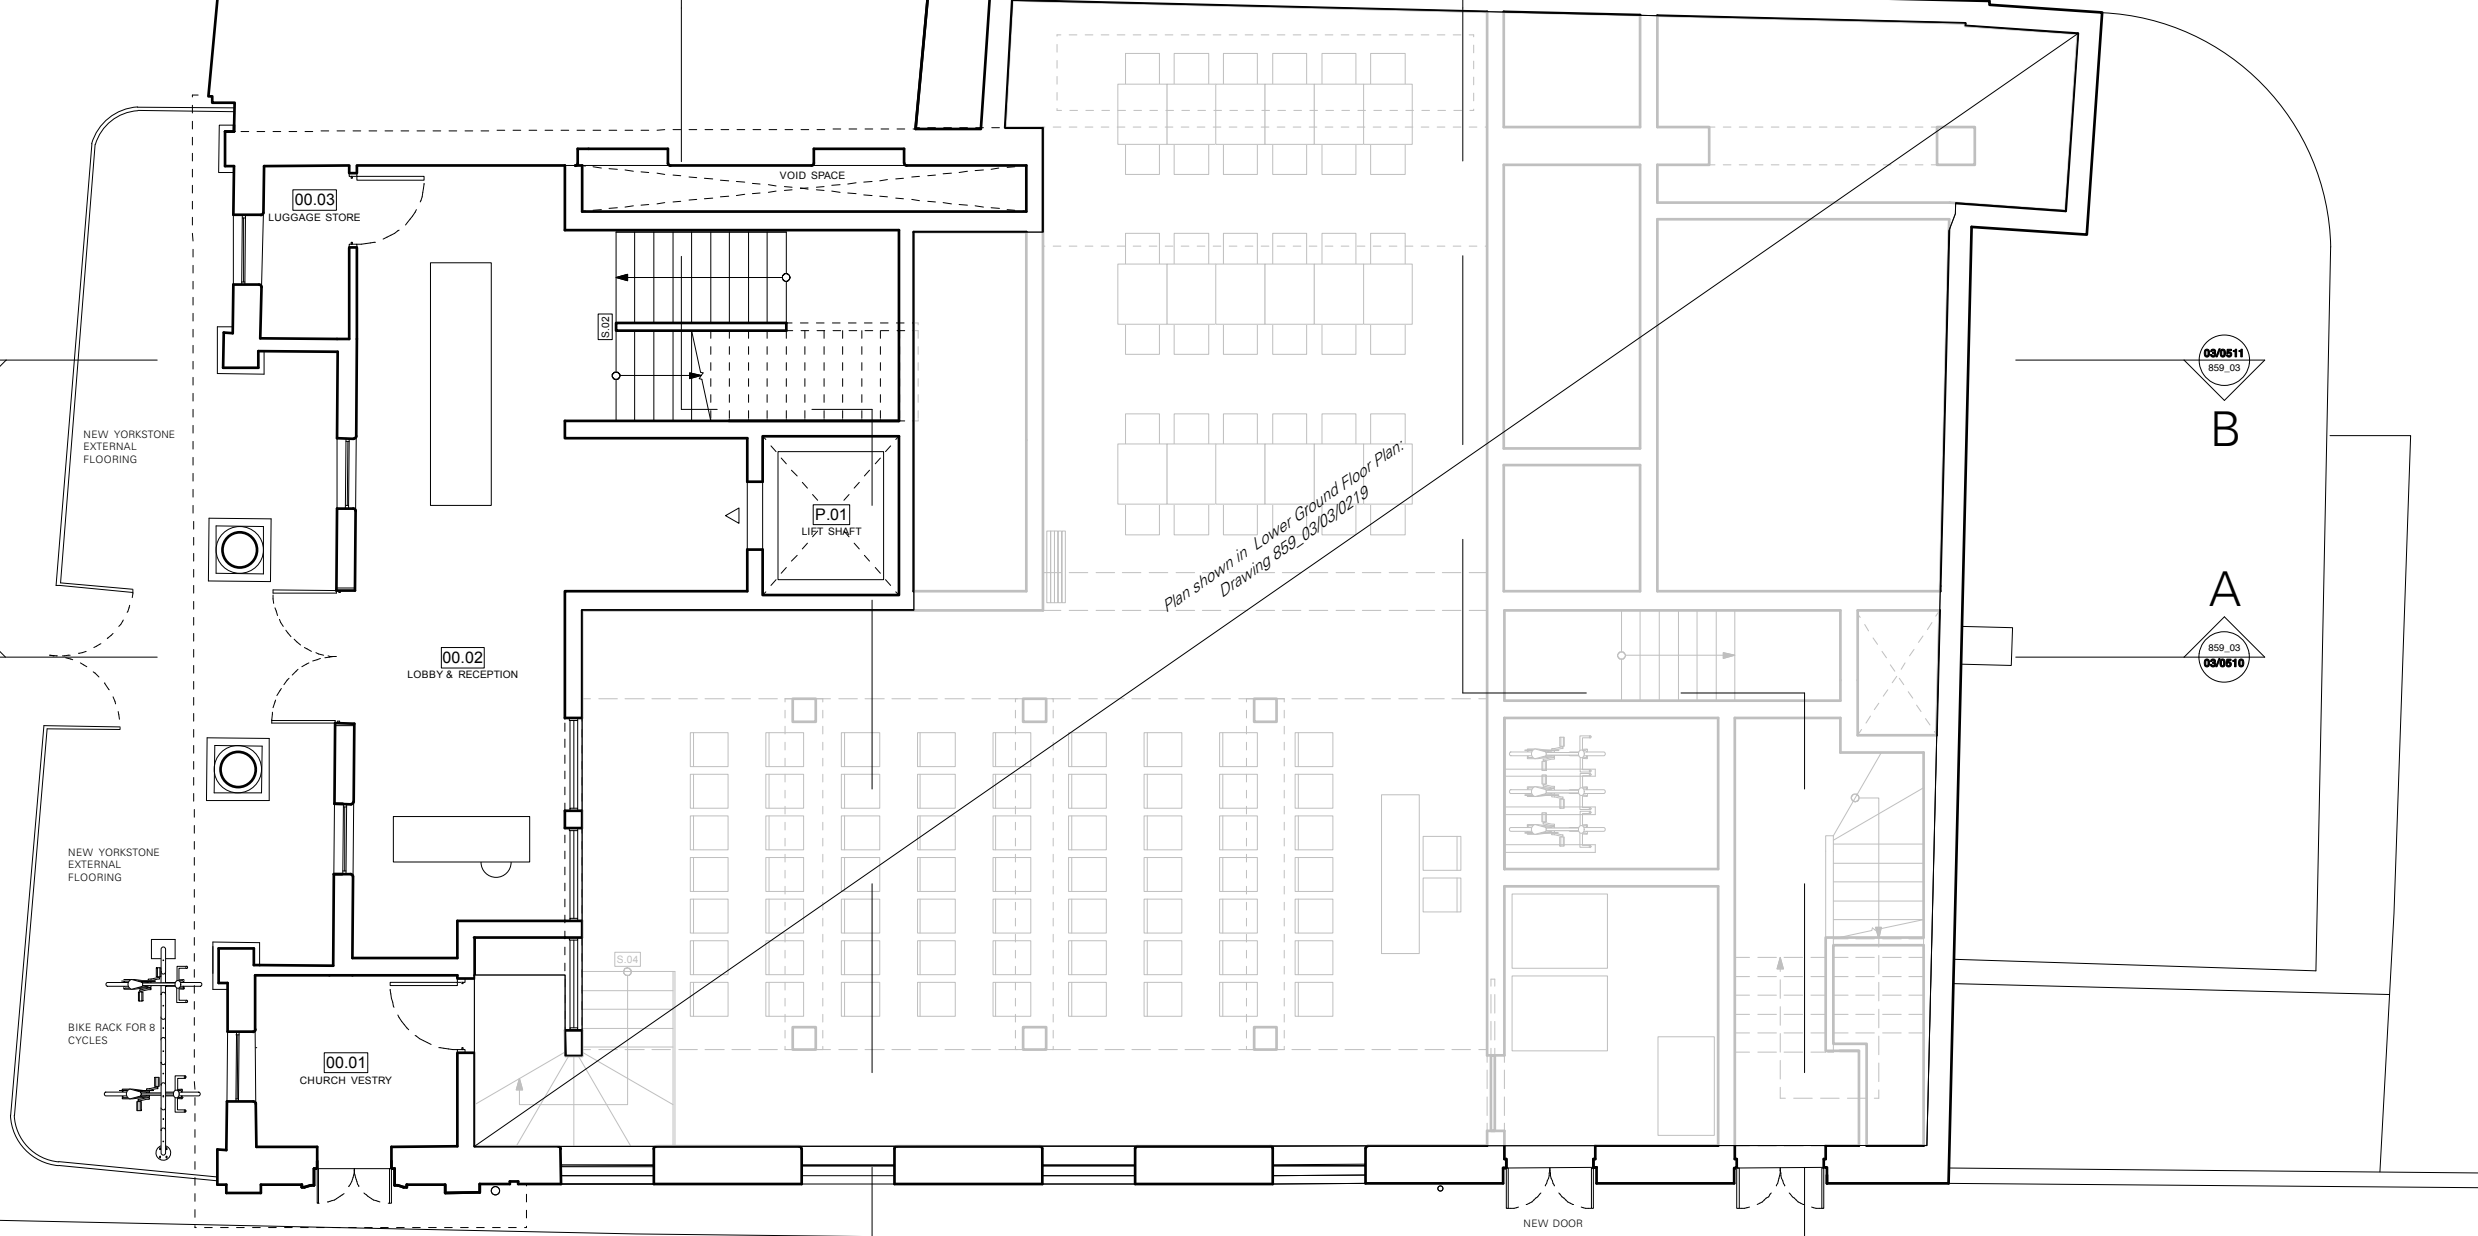 VOID SPACE
00.03
LUGGAGE STORE
S.02
03/0511
859_03
B
NEW YORKSTONE
EXTERNAL
FLOORING
P.01
LIFT SHAFT
Plan shown in Lower Ground Floor Plan:
Drawing 859_03/03/0219
A
859_03
03/0510
00.02
LOBBY & RECEPTION
NEW YORKSTONE
EXTERNAL
FLOORING
S.04
BIKE RACK FOR 8
CYCLES
00.01
CHURCH VESTRY
NEW DOOR